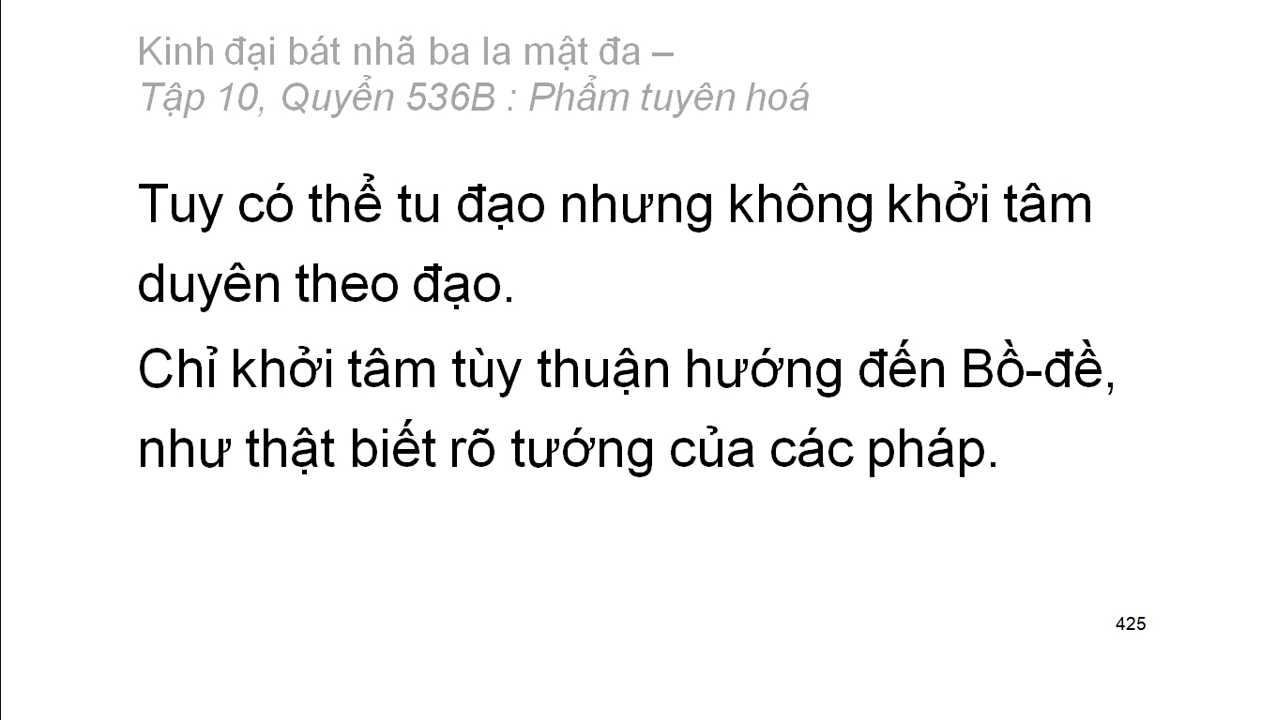 Kinh đại bát nhã ba la mật đa –
Tập 10, Quyển 536B : Phẩm tuyên hoá
Tuy có thể tu đạo nhưng không khởi tâm
duyên theo đạo.
Chỉ khởi tâm tùy thuận hướng đến Bồ-đề,
như thật biết rõ tướng của các pháp.
425